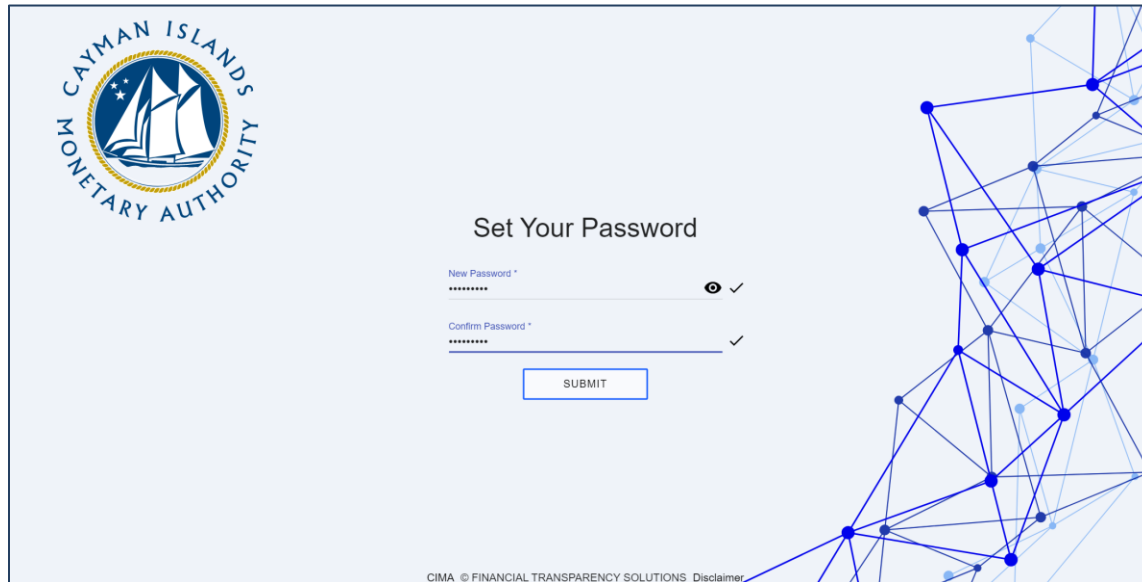 CAYMAN ISLANDS
MONETARY AUTHORITY
Set Your Password
New Password *
•••••••••
Confirm Password *
•••••••••
SUBMIT
CIMA © FINANCIAL TRANSPARENCY SOLUTIONS Disclaimer